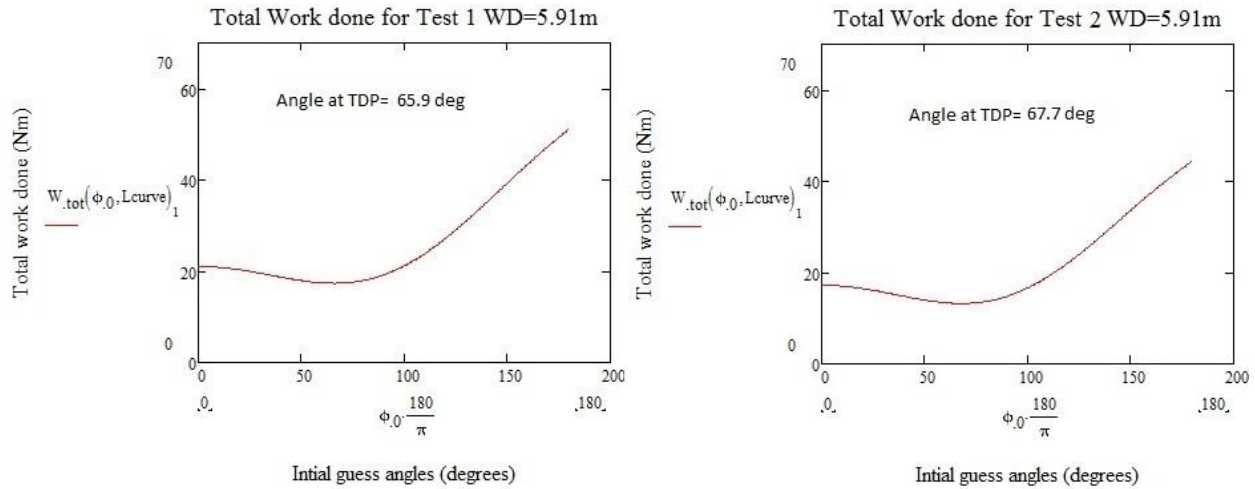 Total Work done for Test 1 WD=5.91m
70
60
40
20
0
0
Angle at TDP= 65.9 deg
Total work done (Nm)
W.tot(ϕ.0,Lcurve)1
0 50 100 150 200
.0. ϕ.0·180/π .180.
Intial guess angles (degrees)
Total Work done for Test 2 WD=5.91m
70
60
40
20
0
0
Angle at TDP= 67.7 deg
Total work done (Nm)
W.tot(ϕ.0,Lcurve)1
0 50 100 150 200
.0. ϕ.0·180/π .180.
Intial guess angles (degrees)